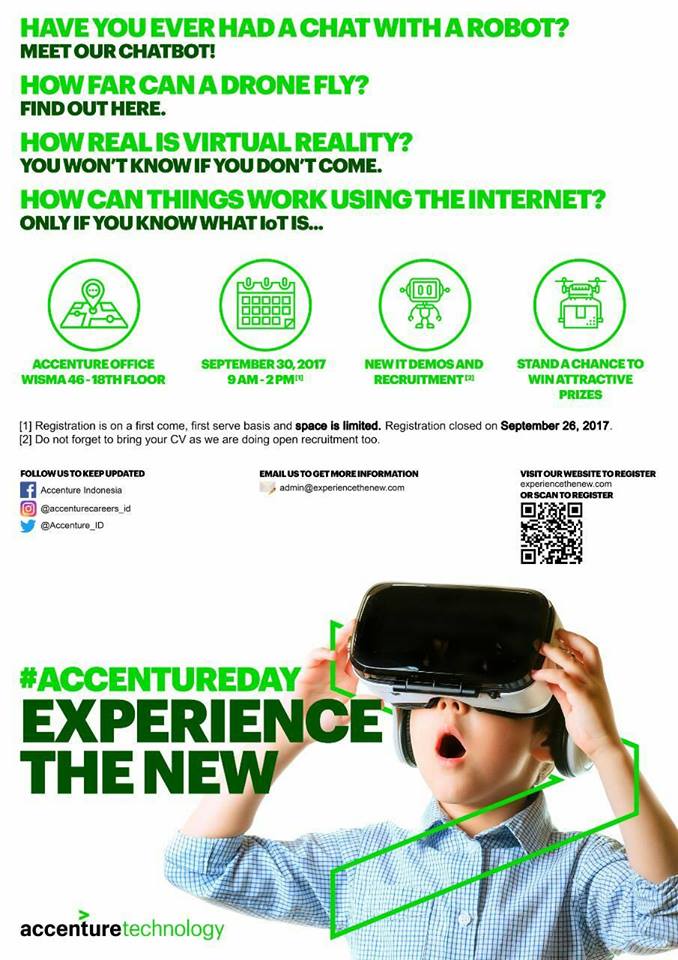 HAVE YOU EVER HAD A CHAT WITH A ROBOT?
MEET OUR CHATBOT!
HOW FAR CAN A DRONE FLY?
FIND OUT HERE.
HOW REAL IS VIRTUAL REALITY?
YOU WON'T KNOW IF YOU DON'T COME.
HOW CAN THINGS WORK USING THE INTERNET?
ONLY IF YOU KNOW WHAT IoT IS...
ACCENTURE OFFICE
WISMA 46 - 18TH FLOOR
SEPTEMBER 30, 2017
9 AM - 2 PM [1]
NEW IT DEMOS AND
RECRUITMENT [2]
STAND A CHANCE TO
WIN ATTRACTIVE
PRIZES
[1] Registration is on a first come, first serve basis and space is limited. Registration closed on September 26, 2017.
[2] Do not forget to bring your CV as we are doing open recruitment too.
FOLLOW US TO KEEP UPDATED
Accenture Indonesia
@accenturecareers_id
@Accenture_ID
EMAIL US TO GET MORE INFORMATION
admin@experiencethenew.com
VISIT OUR WEBSITE TO REGISTER
experiencethenew.com
OR SCAN TO REGISTER
#ACCENTUREDAY
EXPERIENCE
THE NEW
accenturetechnology